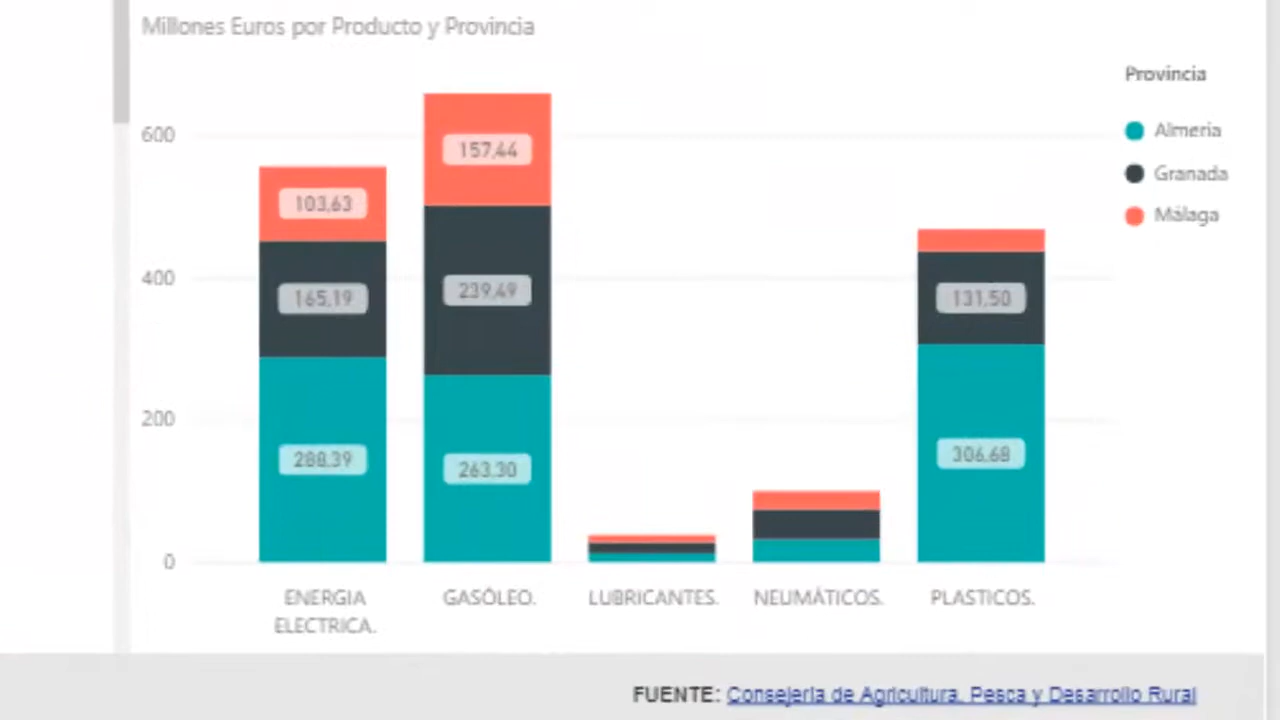 Millones Euros por Producto y Provincia
Provincia
Almeria
Granada
Málaga
600
400
200
0
103,63
165,19
288,39
157,44
239,49
263,30
131,50
306,68
ENERGIA
ELECTRICA.
GASÓLEO.
LUBRICANTES.
NEUMÁTICOS.
PLASTICOS.
FUENTE: Consejeria de Agricultura, Pesca y Desarrollo Rural